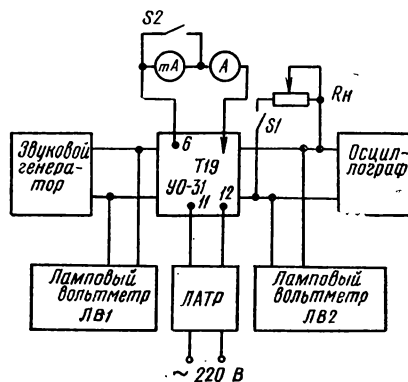 S2
mA
A
Rн
S1
Звуковой
генера-
тор
6
T19
УО-31
11
12
Осцил-
лограф
Ламповый
вольтметр
ЛВ1
ЛАТР
Ламповый
вольтметр
ЛВ2
~ 220 В